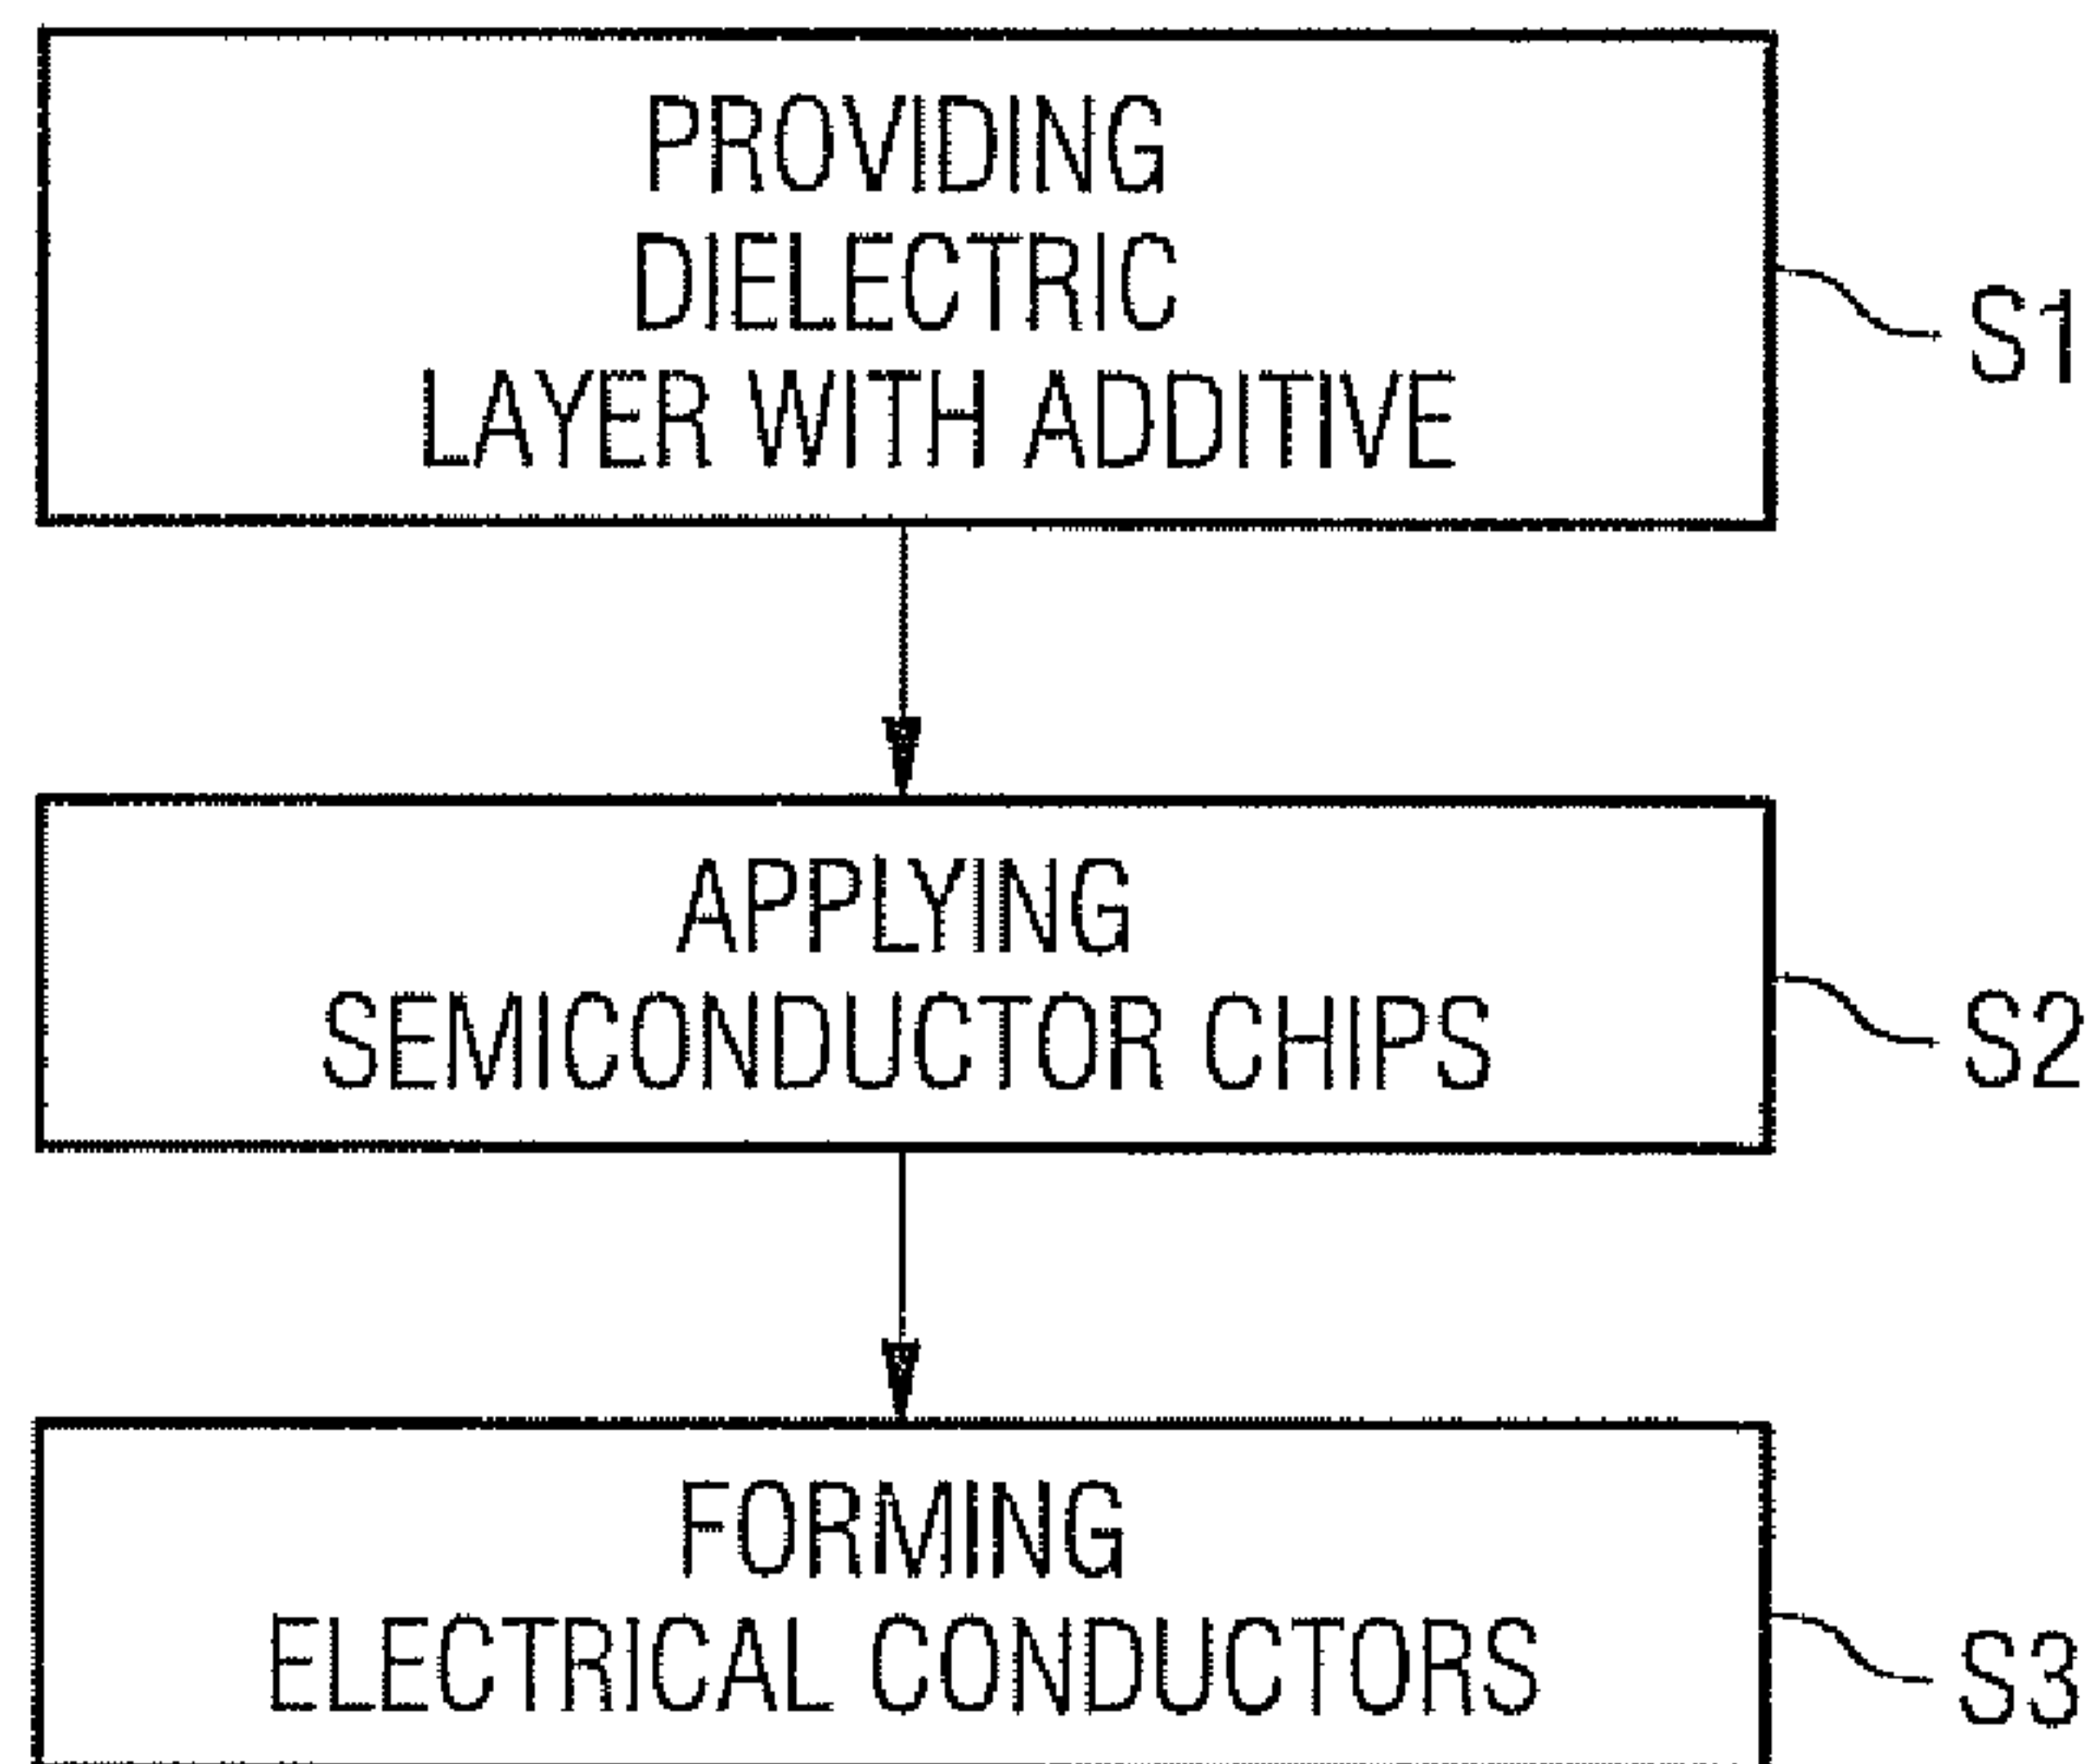 PROVIDING
DIELECTRIC
LAYER WITH ADDITIVE
S1
APPLYING
SEMICONDUCTOR CHIPS
S2
FORMING
ELECTRICAL CONDUCTORS
S3